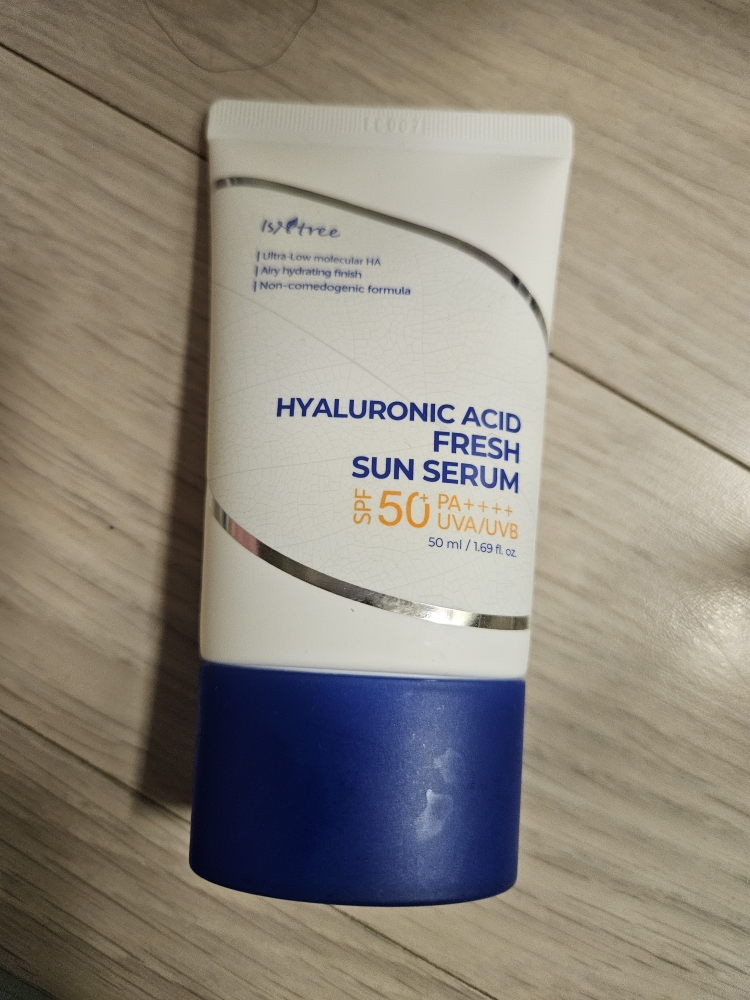 Isntree
Ultra-Low molecular HA
Airy hydrating finish
Non-comedogenic formula
HYALURONIC ACID
FRESH
SUN SERUM
SPF 50+ PA++++
UVA/UVB
50 ml / 1.69 fl. oz.